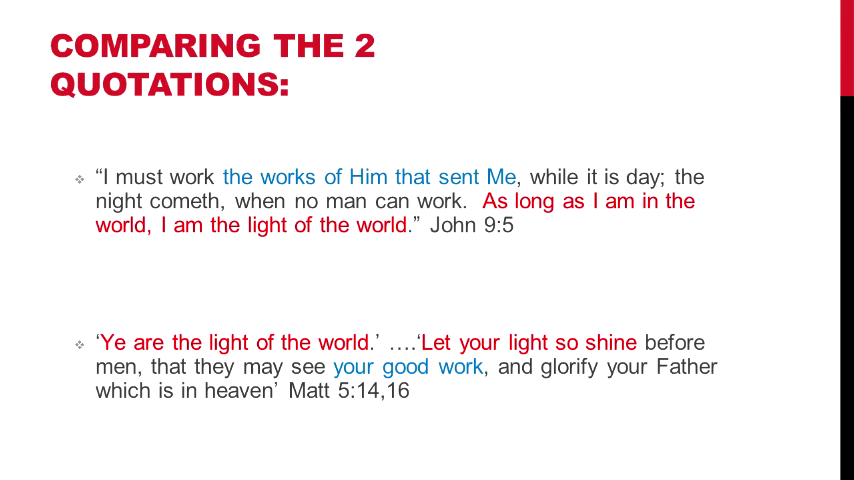 COMPARING THE 2
QUOTATIONS:
“I must work the works of Him that sent Me, while it is day; the
night cometh, when no man can work.  As long as I am in the
world, I am the light of the world.”  John 9:5
‘Ye are the light of the world.’  ….‘Let your light so shine before
men, that they may see your good work, and glorify your Father
which is in heaven’  Matt 5:14,16